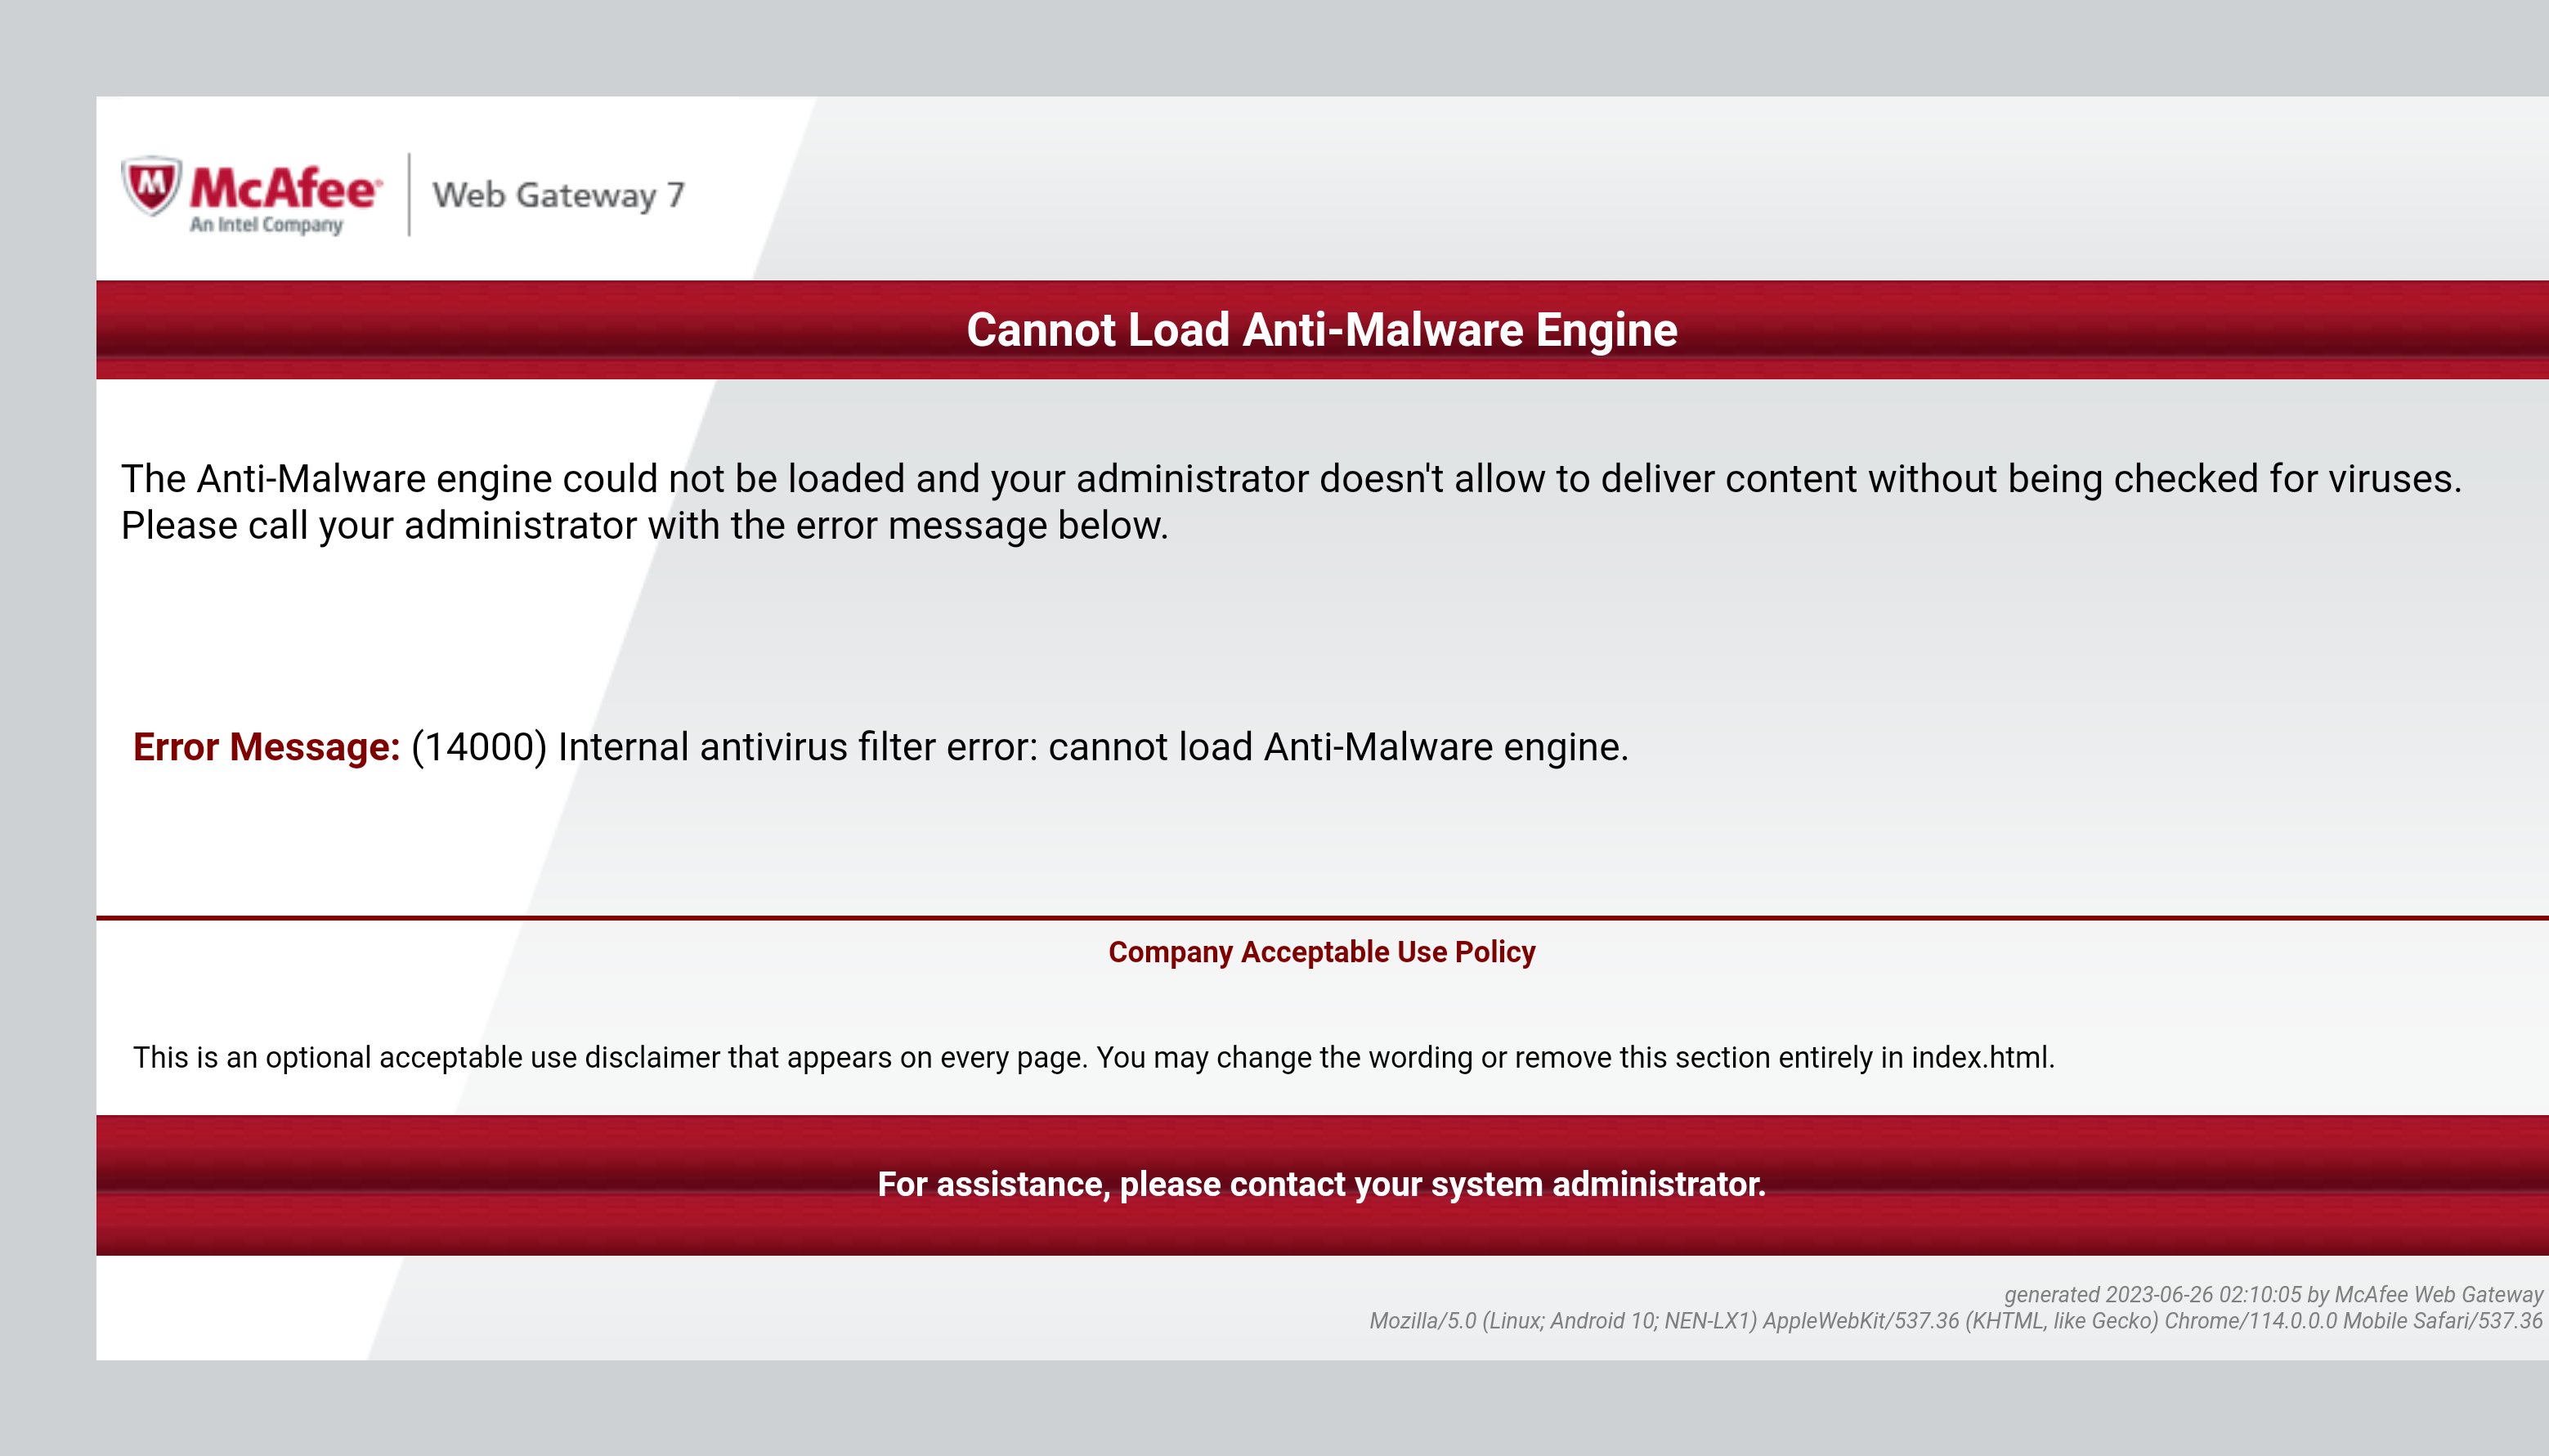 McAfee®
An Intel Company
Web Gateway 7
Cannot Load Anti-Malware Engine
The Anti-Malware engine could not be loaded and your administrator doesn't allow to deliver content without being checked for viruses.
Please call your administrator with the error message below.
Error Message: (14000) Internal antivirus filter error: cannot load Anti-Malware engine.
Company Acceptable Use Policy
This is an optional acceptable use disclaimer that appears on every page. You may change the wording or remove this section entirely in index.html.
For assistance, please contact your system administrator.
generated 2023-06-26 02:10:05 by McAfee Web Gateway
Mozilla/5.0 (Linux; Android 10; NEN-LX1) AppleWebKit/537.36 (KHTML, like Gecko) Chrome/114.0.0.0 Mobile Safari/537.36